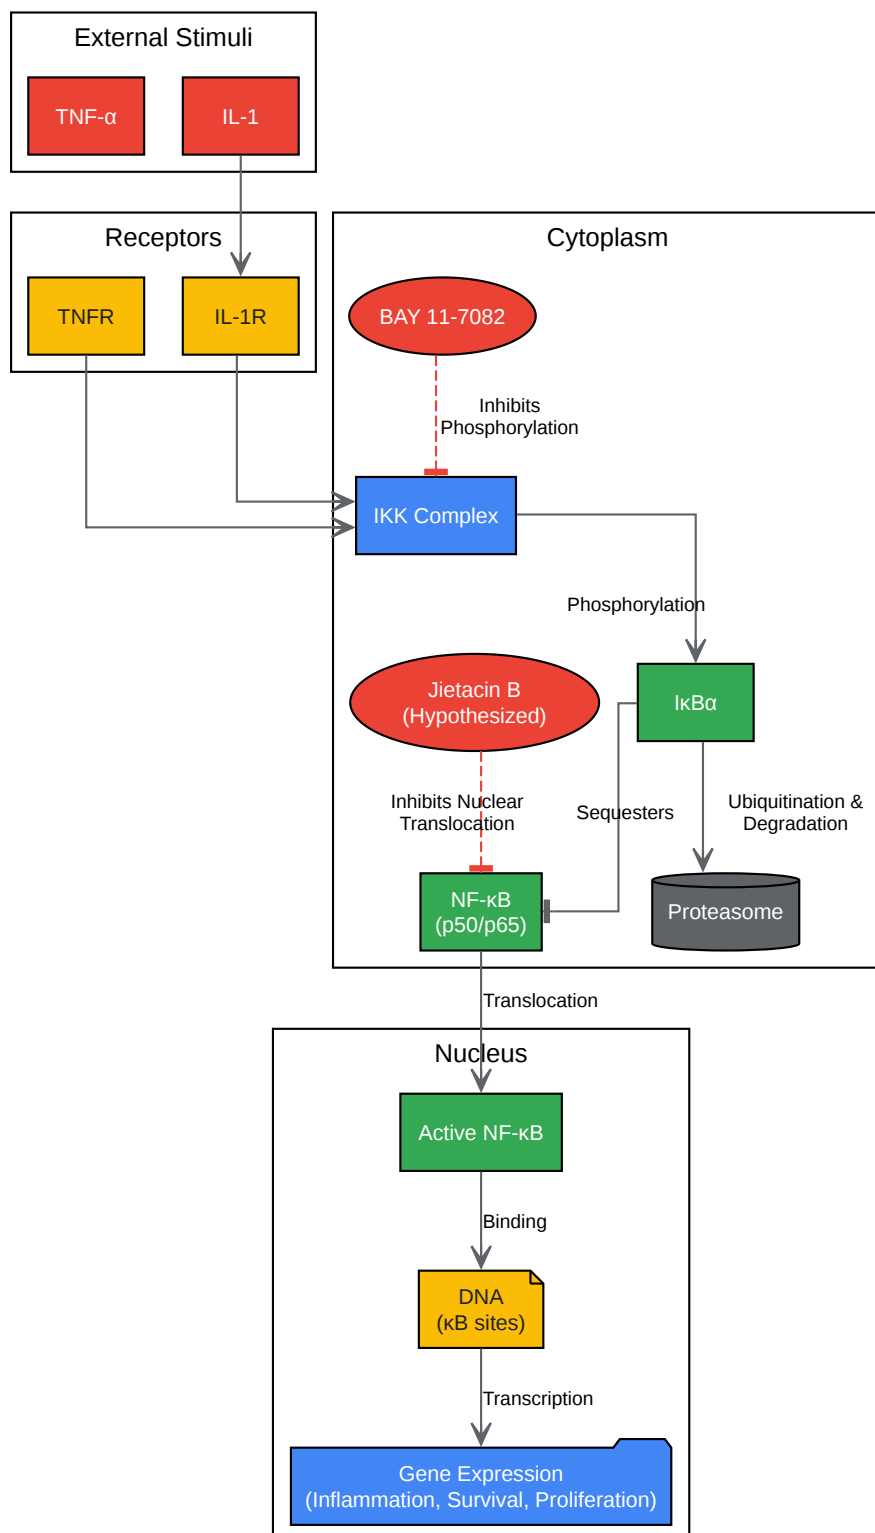 External Stimuli
TNF-α
IL-1
Receptors
TNFR
IL-1R
Cytoplasm
BAY 11-7082
Inhibits
Phosphorylation
IKK Complex
Phosphorylation
Jietacin B
(Hypothesized)
IκBα
Inhibits Nuclear
Translocation
Sequesters
Ubiquitination &
Degradation
NF-κB
(p50/p65)
Proteasome
Translocation
Nucleus
Active NF-κB
Binding
DNA
(κB sites)
Transcription
Gene Expression
(Inflammation, Survival, Proliferation)